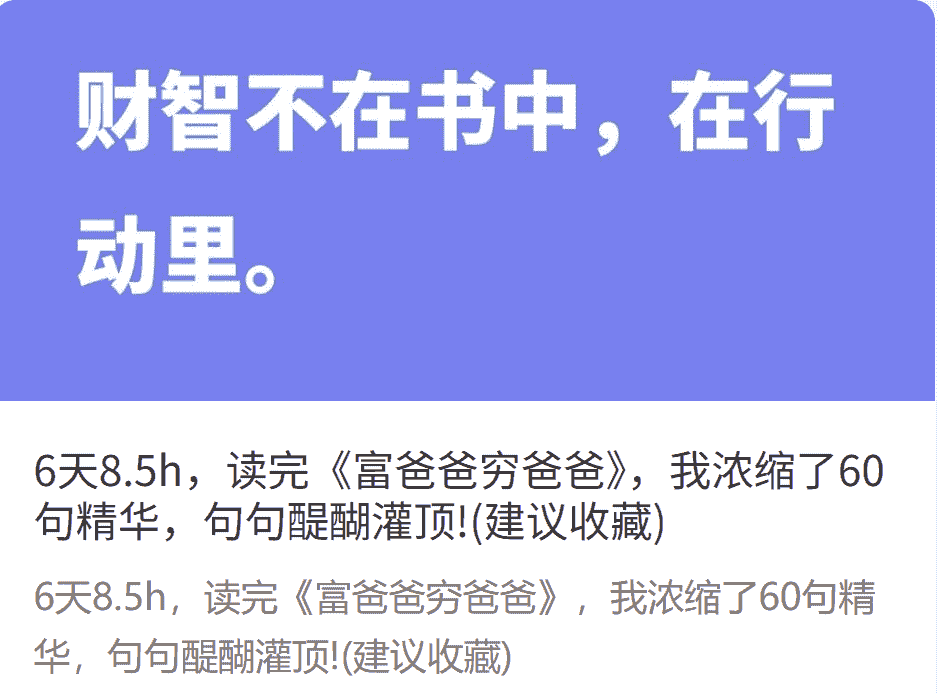 财智不在书中，在行
动里。
6天8.5h，读完《富爸爸穷爸爸》，我浓缩了60
句精华，句句醍醐灌顶!(建议收藏)
6天8.5h，读完《富爸爸穷爸爸》，我浓缩了60句精
华，句句醍醐灌顶!(建议收藏)